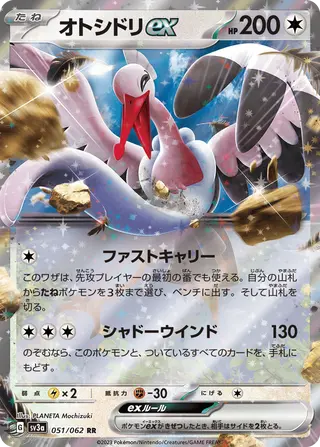 たね
オトシドリex HP200
ファストキャリー
このワザは、先攻プレイヤーの最初の番でも使える。自分の山札
からたねポケモンを3枚まで選び、ベンチに出す。そして山札を
切る。
シャドーウインド 130
のぞむなら、このポケモンと、ついているすべてのカードを、手札に
もどす。
弱点 ×2 抵抗力 -30 にげる
Illus. PLANETA Mochizuki
exルール
ポケモンexがきぜつしたとき、相手はサイドを2枚とる。
G sv3a 051/062 RR
©2023 Pokémon/Nintendo/Creatures/GAME FREAK